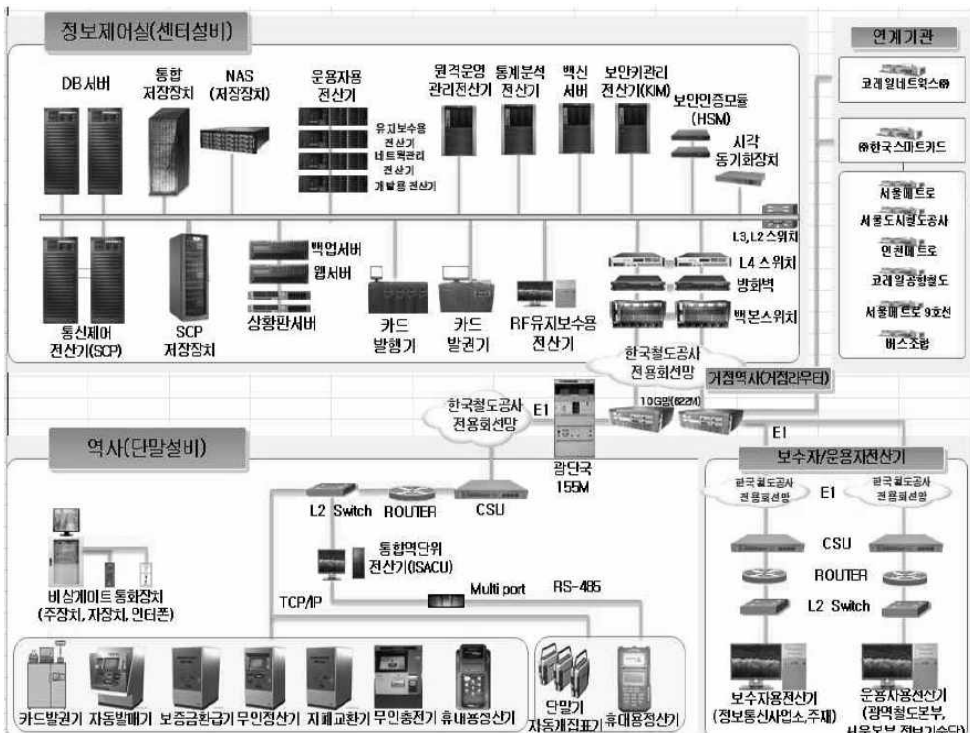 정보제어실(센터설비)
DB서버
통합
저장장치
NAS
(저장장치)
운용자용
전산기
유지보수용
전산기
네트웍관리
전산기
개발용 전산기
원격운영
관리전산기
통계분석
전산기
백신
서버
보안키관리
전산기(KIM)
보안인증모듈
(HSM)
시각
동기화장치
L3,L2스위치
통신제어
전산기(SCP)
SCP
저장장치
백업서버
웹서버
상황판서버
카드
발행기
카드
발권기
RF유지보수용
전산기
L4 스위치
방화벽
백본스위치
연계기관
코레일네트웍스㈜
㈜한국스마트카드
서울메트로
서울도시철도공사
인천메트로
코레일공항철도
서울메트로 9호선
버스조합
한국철도공사
전용회선망
거점역사(거점라우터)
10G망(622M)
한국철도공사
전용회선망
E1
광단국
155M
E1
역사(단말설비)
L2 Switch
ROUTER
CSU
통합역단위
전산기(ISACU)
비상게이트 통화장치
(주장치, 자장치, 인터폰)
TCP/IP
Multi port
RS-485
카드발권기
자동발매기
보증금환급기
무인정산기
지폐교환기
무인충전기
휴대용정산기
단말기
자동개집표기
휴대용정산기
보수자/운용자전산기
한국철도공사
전용회선망
E1
한국철도공사
전용회선망
CSU
ROUTER
L2 Switch
보수자용전산기
(정보통신사업소,주재)
운용자용전산기
(광역철도본부,
서울본부,정보기술단)